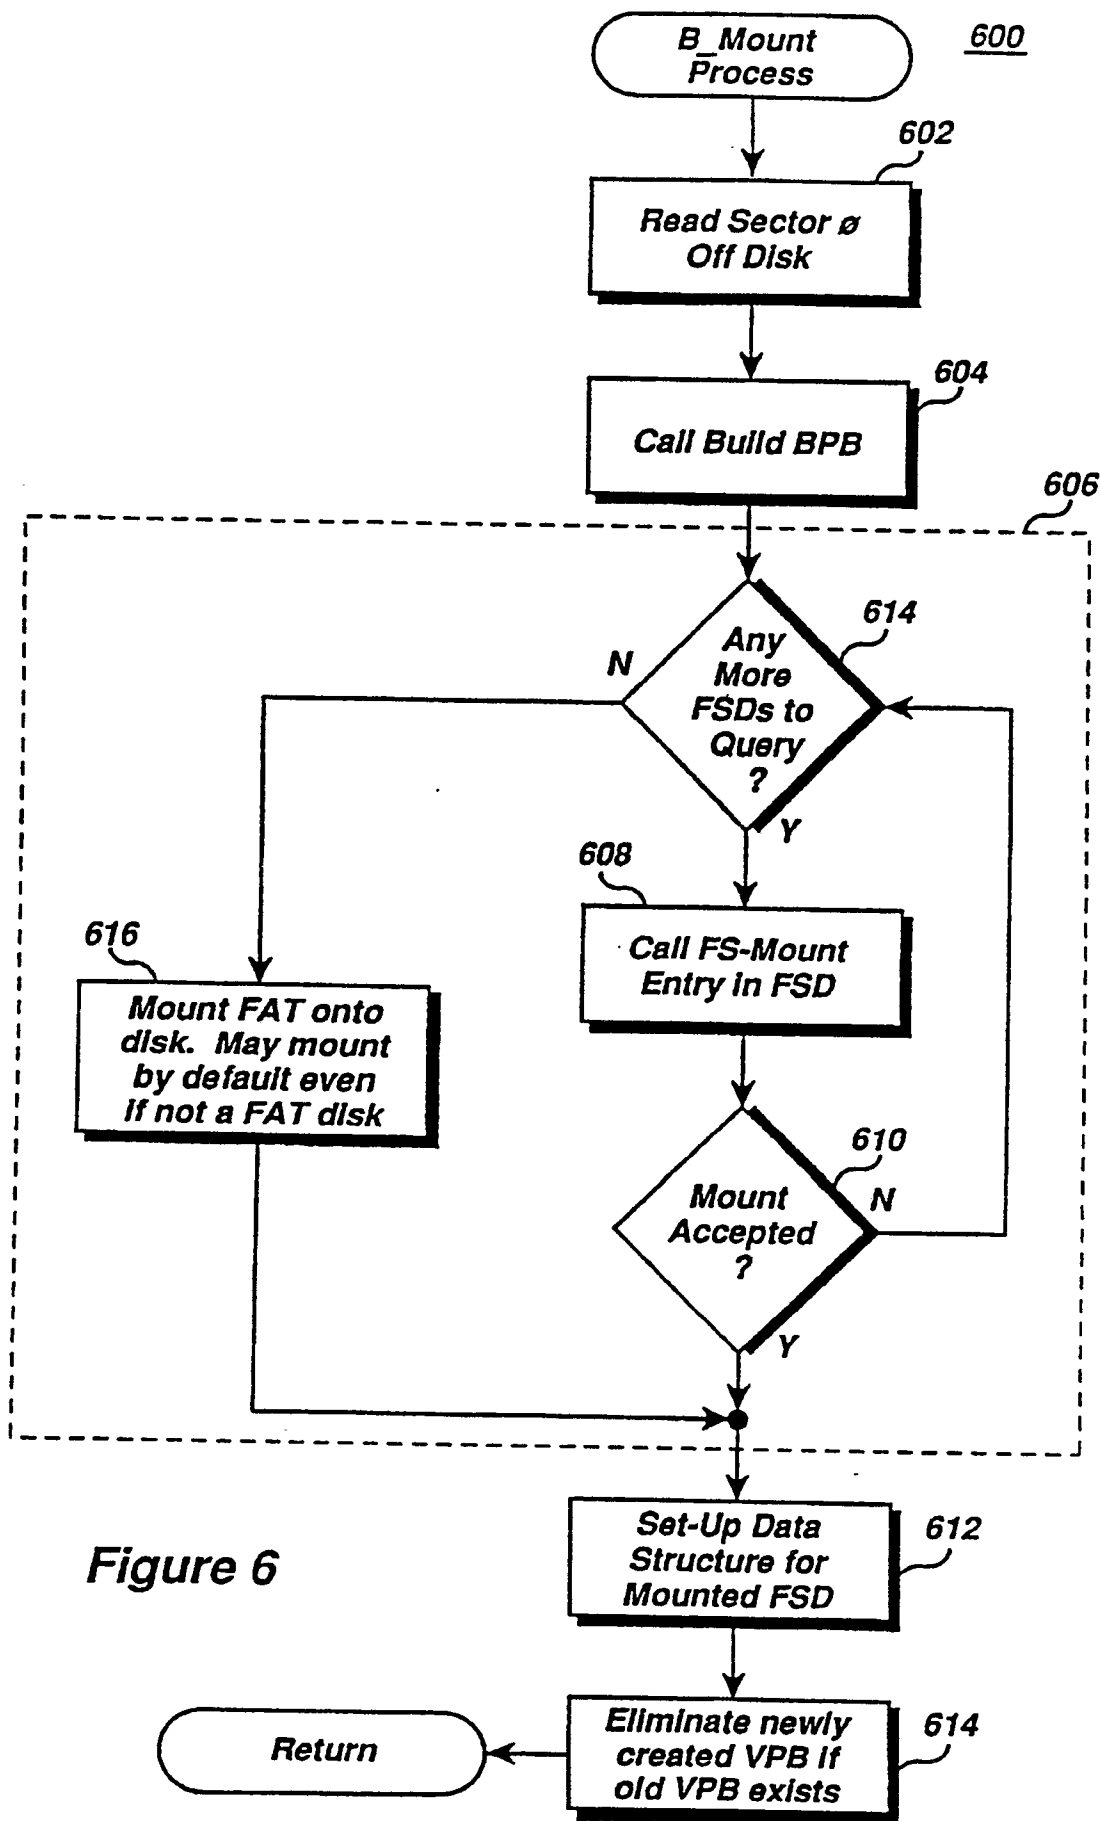 B_Mount
Process
600
602
Read Sector ø
Off Disk
604
Call Build BPB
606
614
Any
More
FSDs to
Query
?
N
Y
608
Call FS-Mount
Entry in FSD
616
Mount FAT onto
disk. May mount
by default even
if not a FAT disk
610
Mount
Accepted
?
N
Y
612
Set-Up Data
Structure for
Mounted FSD
Figure 6
614
Eliminate newly
created VPB if
old VPB exists
Return